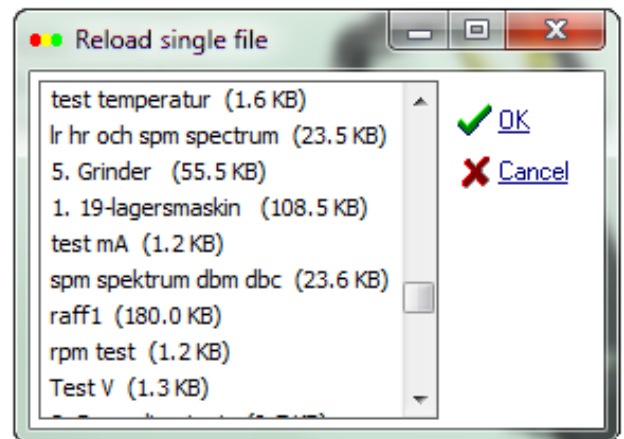 Reload single file
test temperatur (1.6 KB)
lr hr och spm spectrum (23.5 KB)
5. Grinder (55.5 KB)
1. 19-lagersmaskin (108.5 KB)
test mA (1.2 KB)
spm spektrum dbm dbc (23.6 KB)
raff1 (180.0 KB)
rpm test (1.2 KB)
Test V (1.3 KB)
OK
Cancel